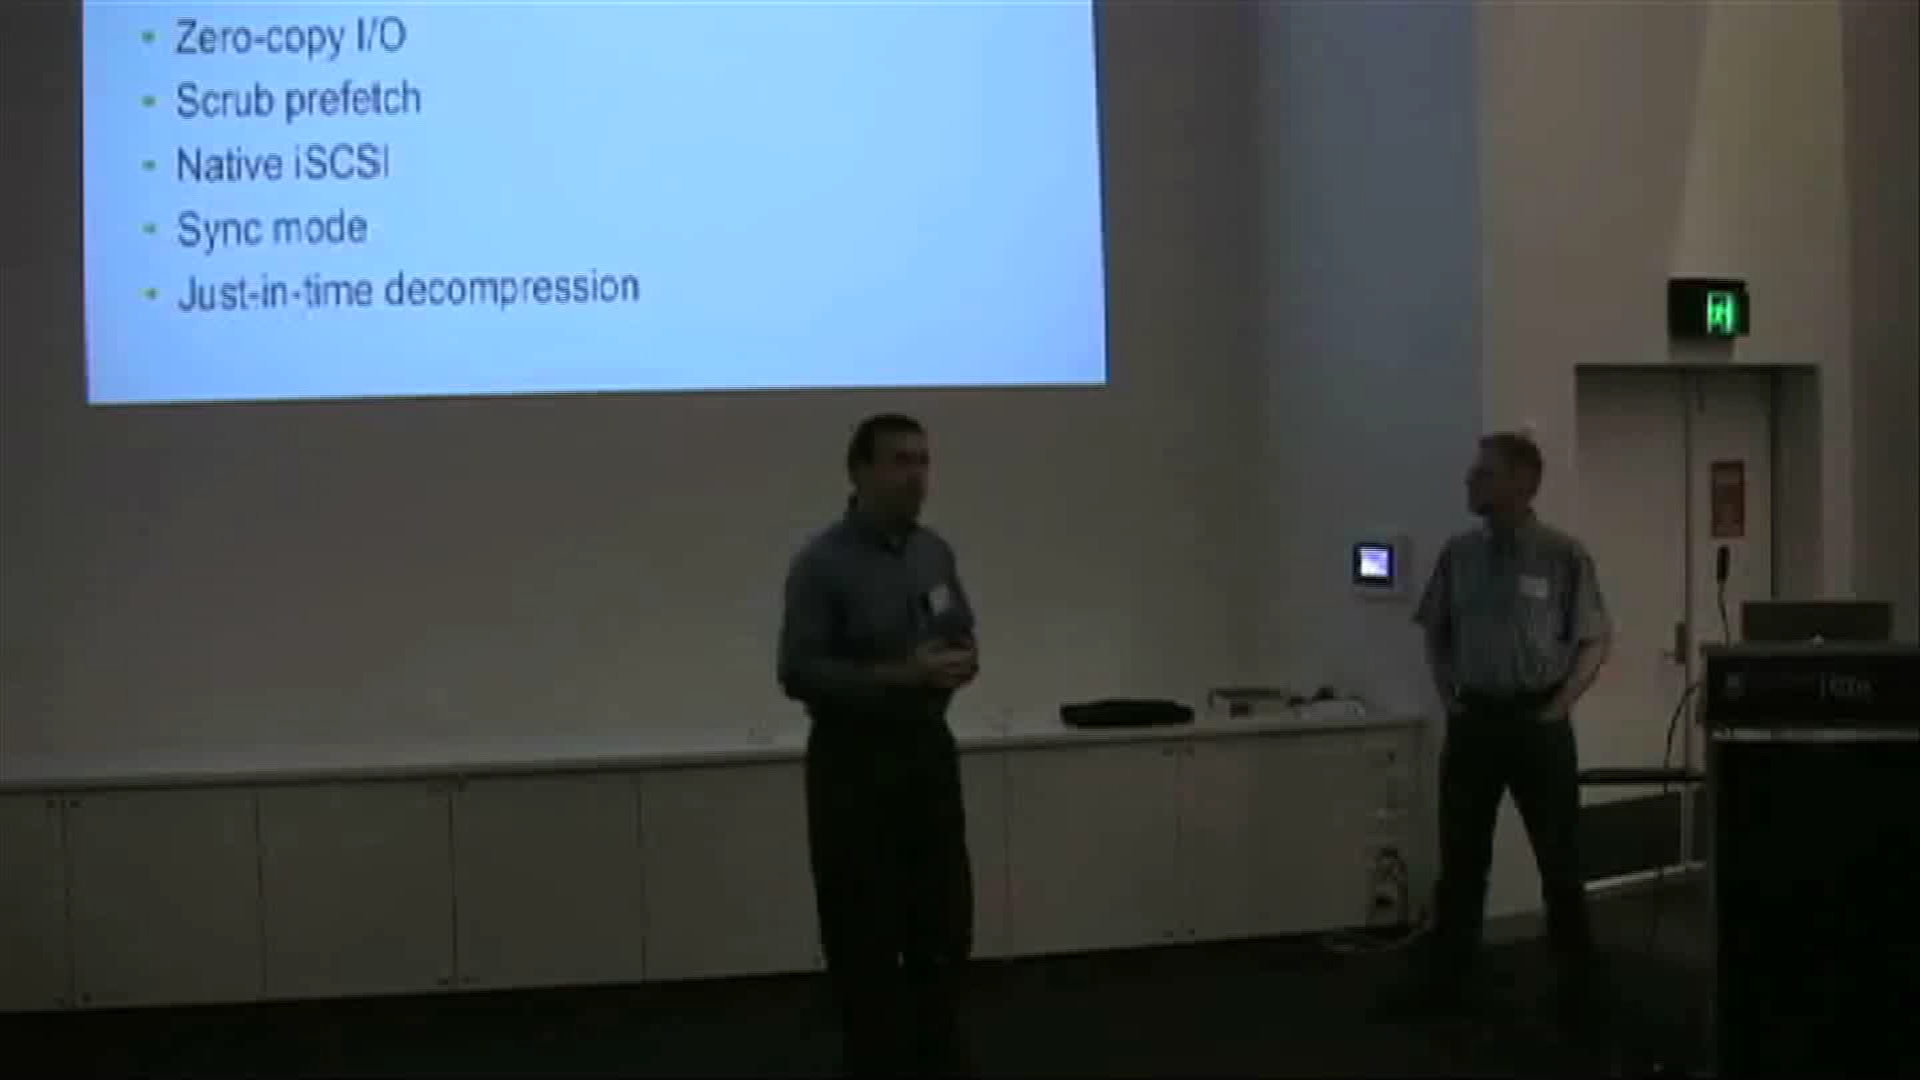 Zero-copy I/O
Scrub prefetch
Native iSCSI
Sync mode
Just-in-time decompression